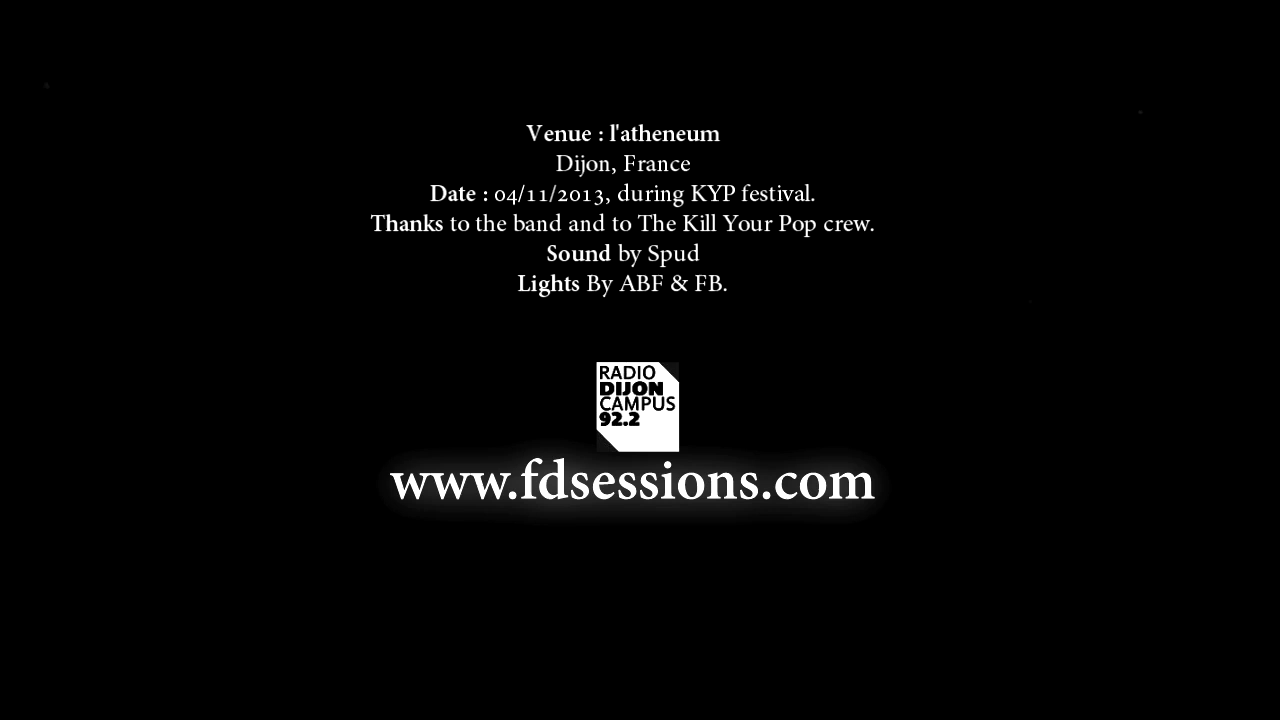 Venue : l'atheneum
Dijon, France
Date : 04/11/2013, during KYP festival.
Thanks to the band and to The Kill Your Pop crew.
Sound by Spud
Lights By ABF & FB.
RADIO
DIJON
CAMPUS
92.2
www.fdsessions.com